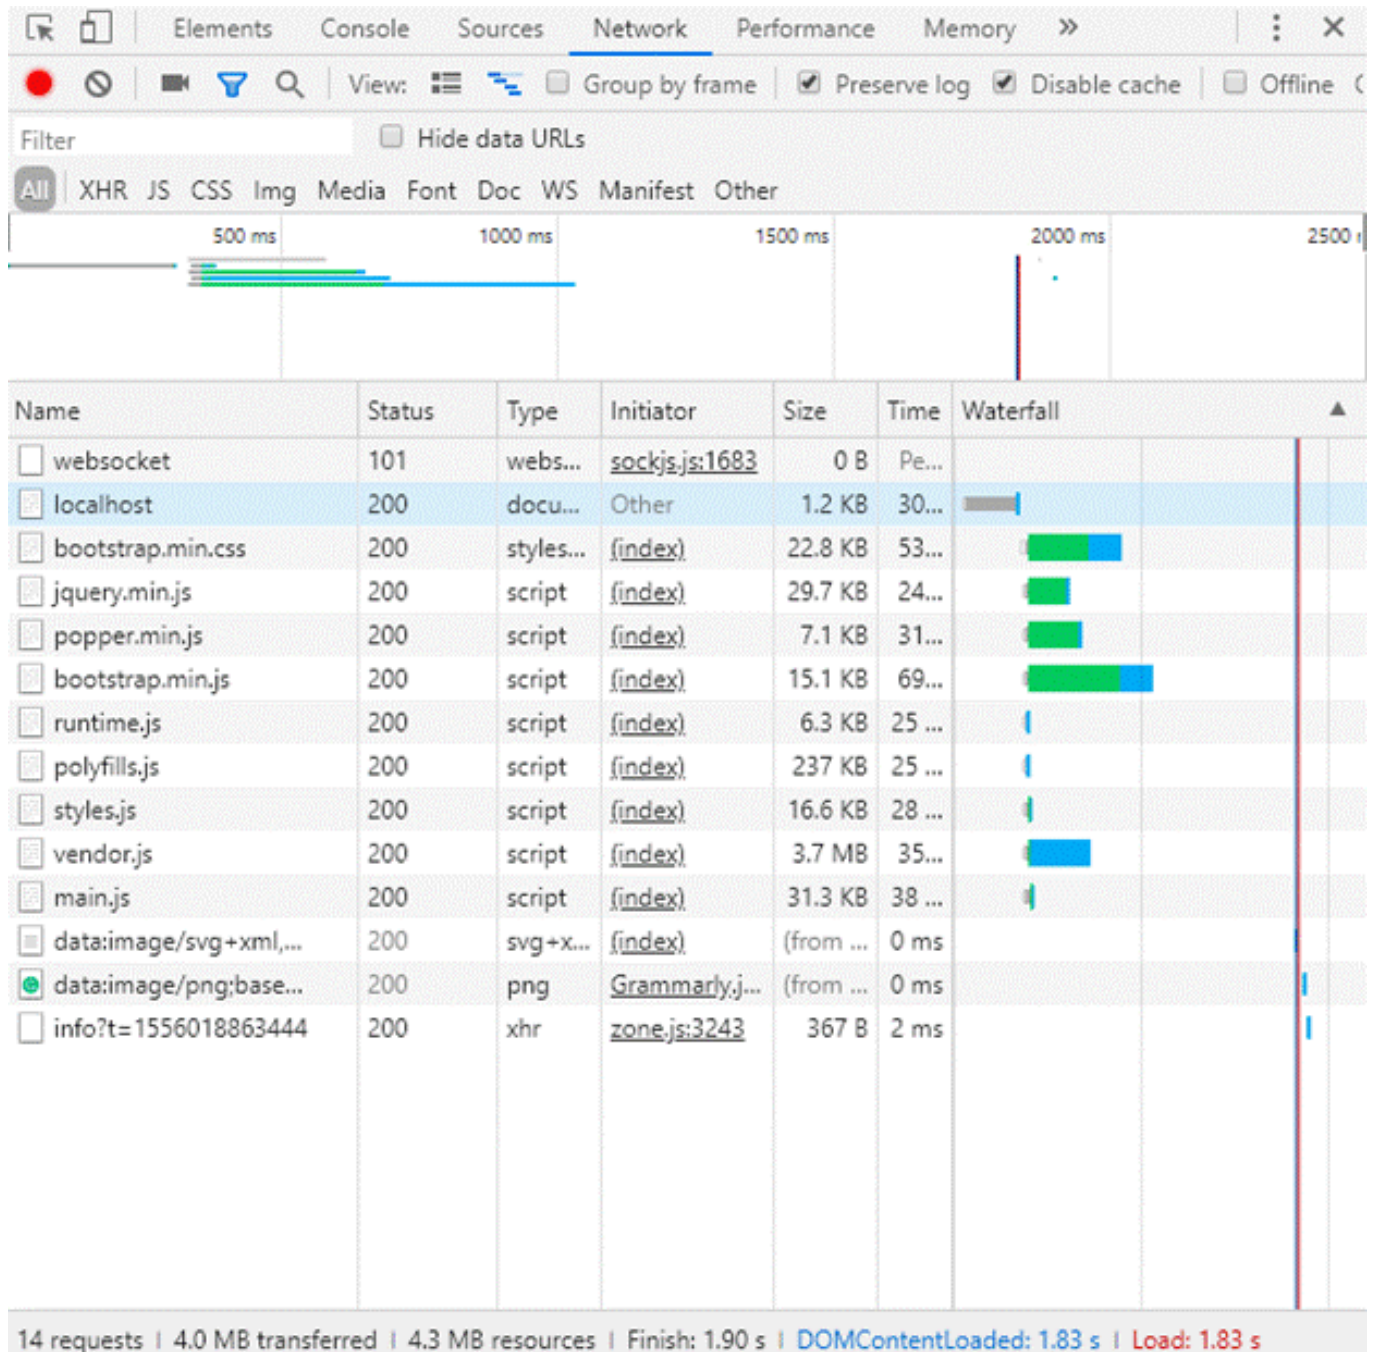 Elements Console Sources Network Performance Memory »
View: Group by frame Preserve log Disable cache Offline
Filter Hide data URLs
All XHR JS CSS Img Media Font Doc WS Manifest Other
500 ms 1000 ms 1500 ms 2000 ms 2500
Name Status Type Initiator Size Time Waterfall
websocket 101 webs... sockjs.js:1683 0 B Pe...
localhost 200 docu... Other 1.2 KB 30...
bootstrap.min.css 200 styles... (index) 22.8 KB 53...
jquery.min.js 200 script (index) 29.7 KB 24...
popper.min.js 200 script (index) 7.1 KB 31...
bootstrap.min.js 200 script (index) 15.1 KB 69...
runtime.js 200 script (index) 6.3 KB 25 ...
polyfills.js 200 script (index) 237 KB 25 ...
styles.js 200 script (index) 16.6 KB 28 ...
vendor.js 200 script (index) 3.7 MB 35...
main.js 200 script (index) 31.3 KB 38 ...
data:image/svg+xml,... 200 svg+x... (index) (from ... 0 ms
data:image/png;base... 200 png Grammarly.j... (from ... 0 ms
info?t=1556018863444 200 xhr zone.js:3243 367 B 2 ms
14 requests | 4.0 MB transferred | 4.3 MB resources | Finish: 1.90 s | DOMContentLoaded: 1.83 s | Load: 1.83 s